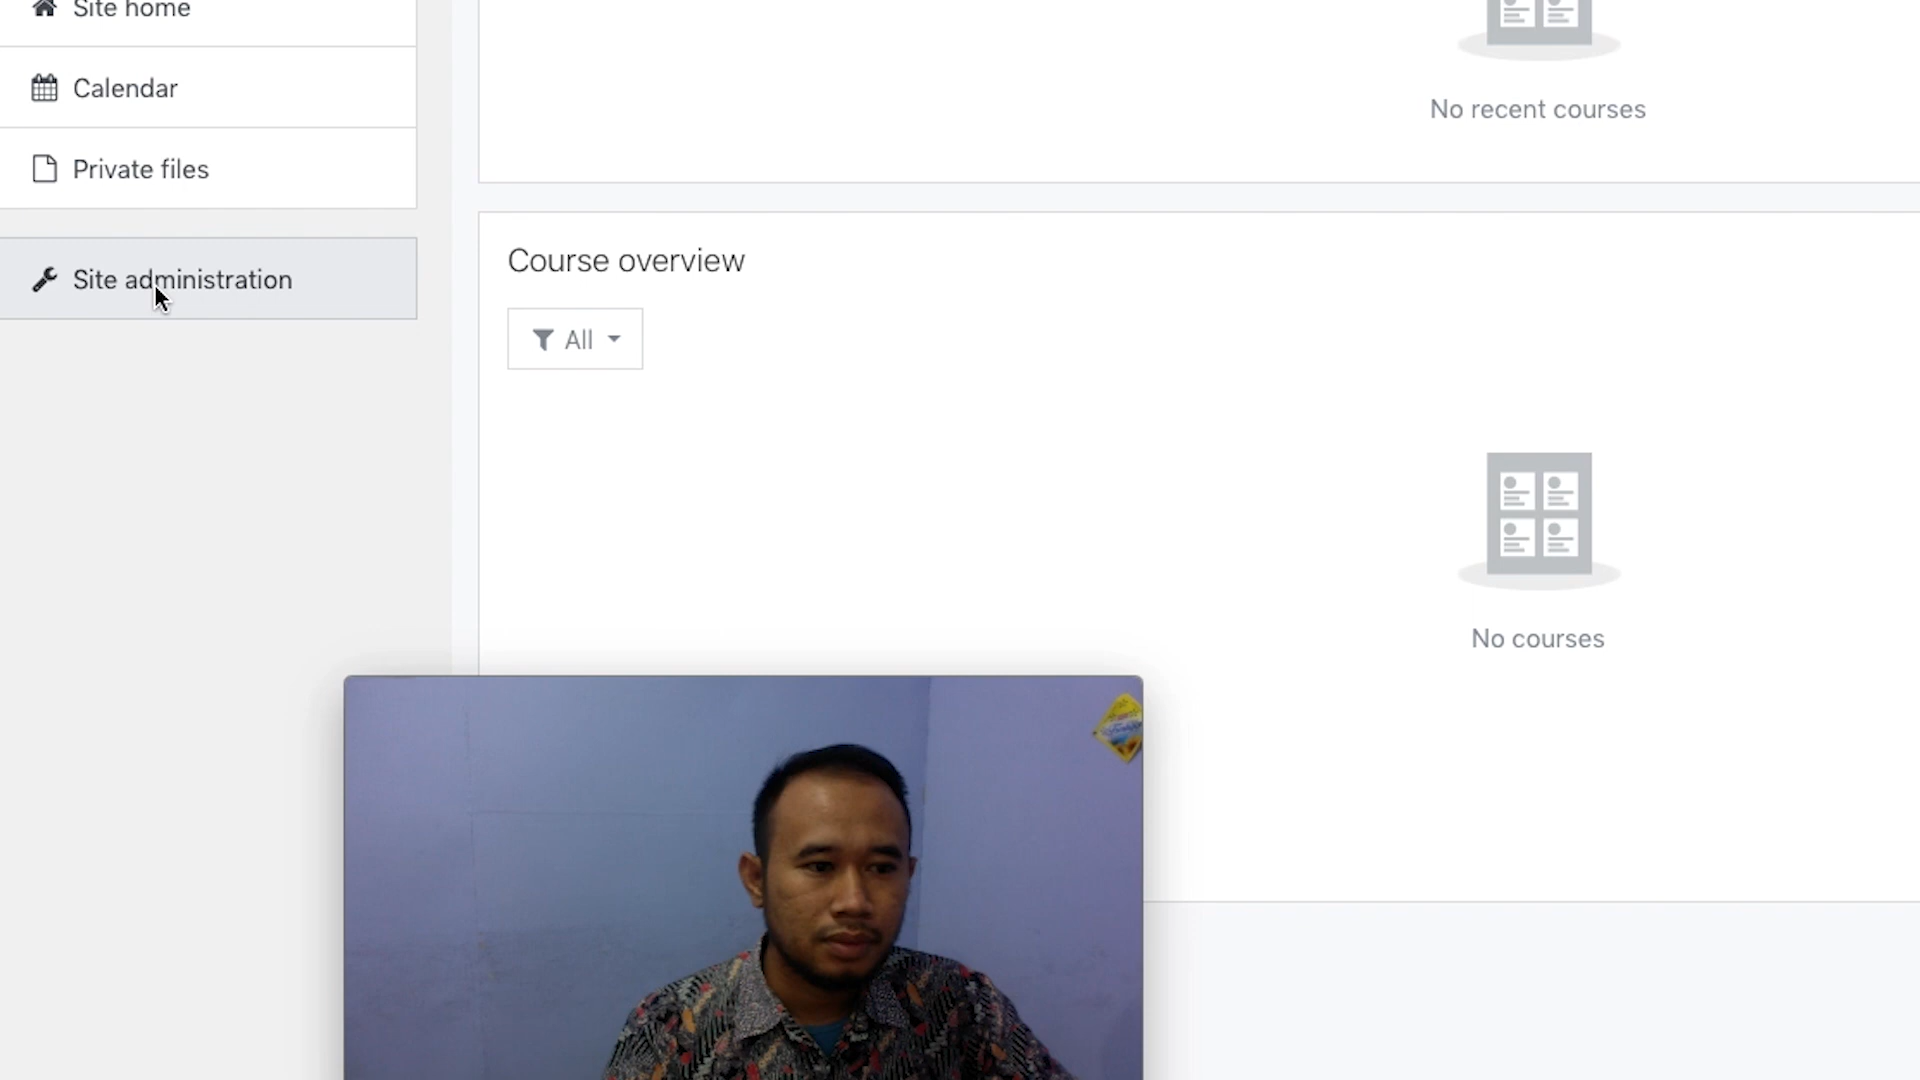 Site home
Calendar
Private files
Site administration
No recent courses
Course overview
All
No courses